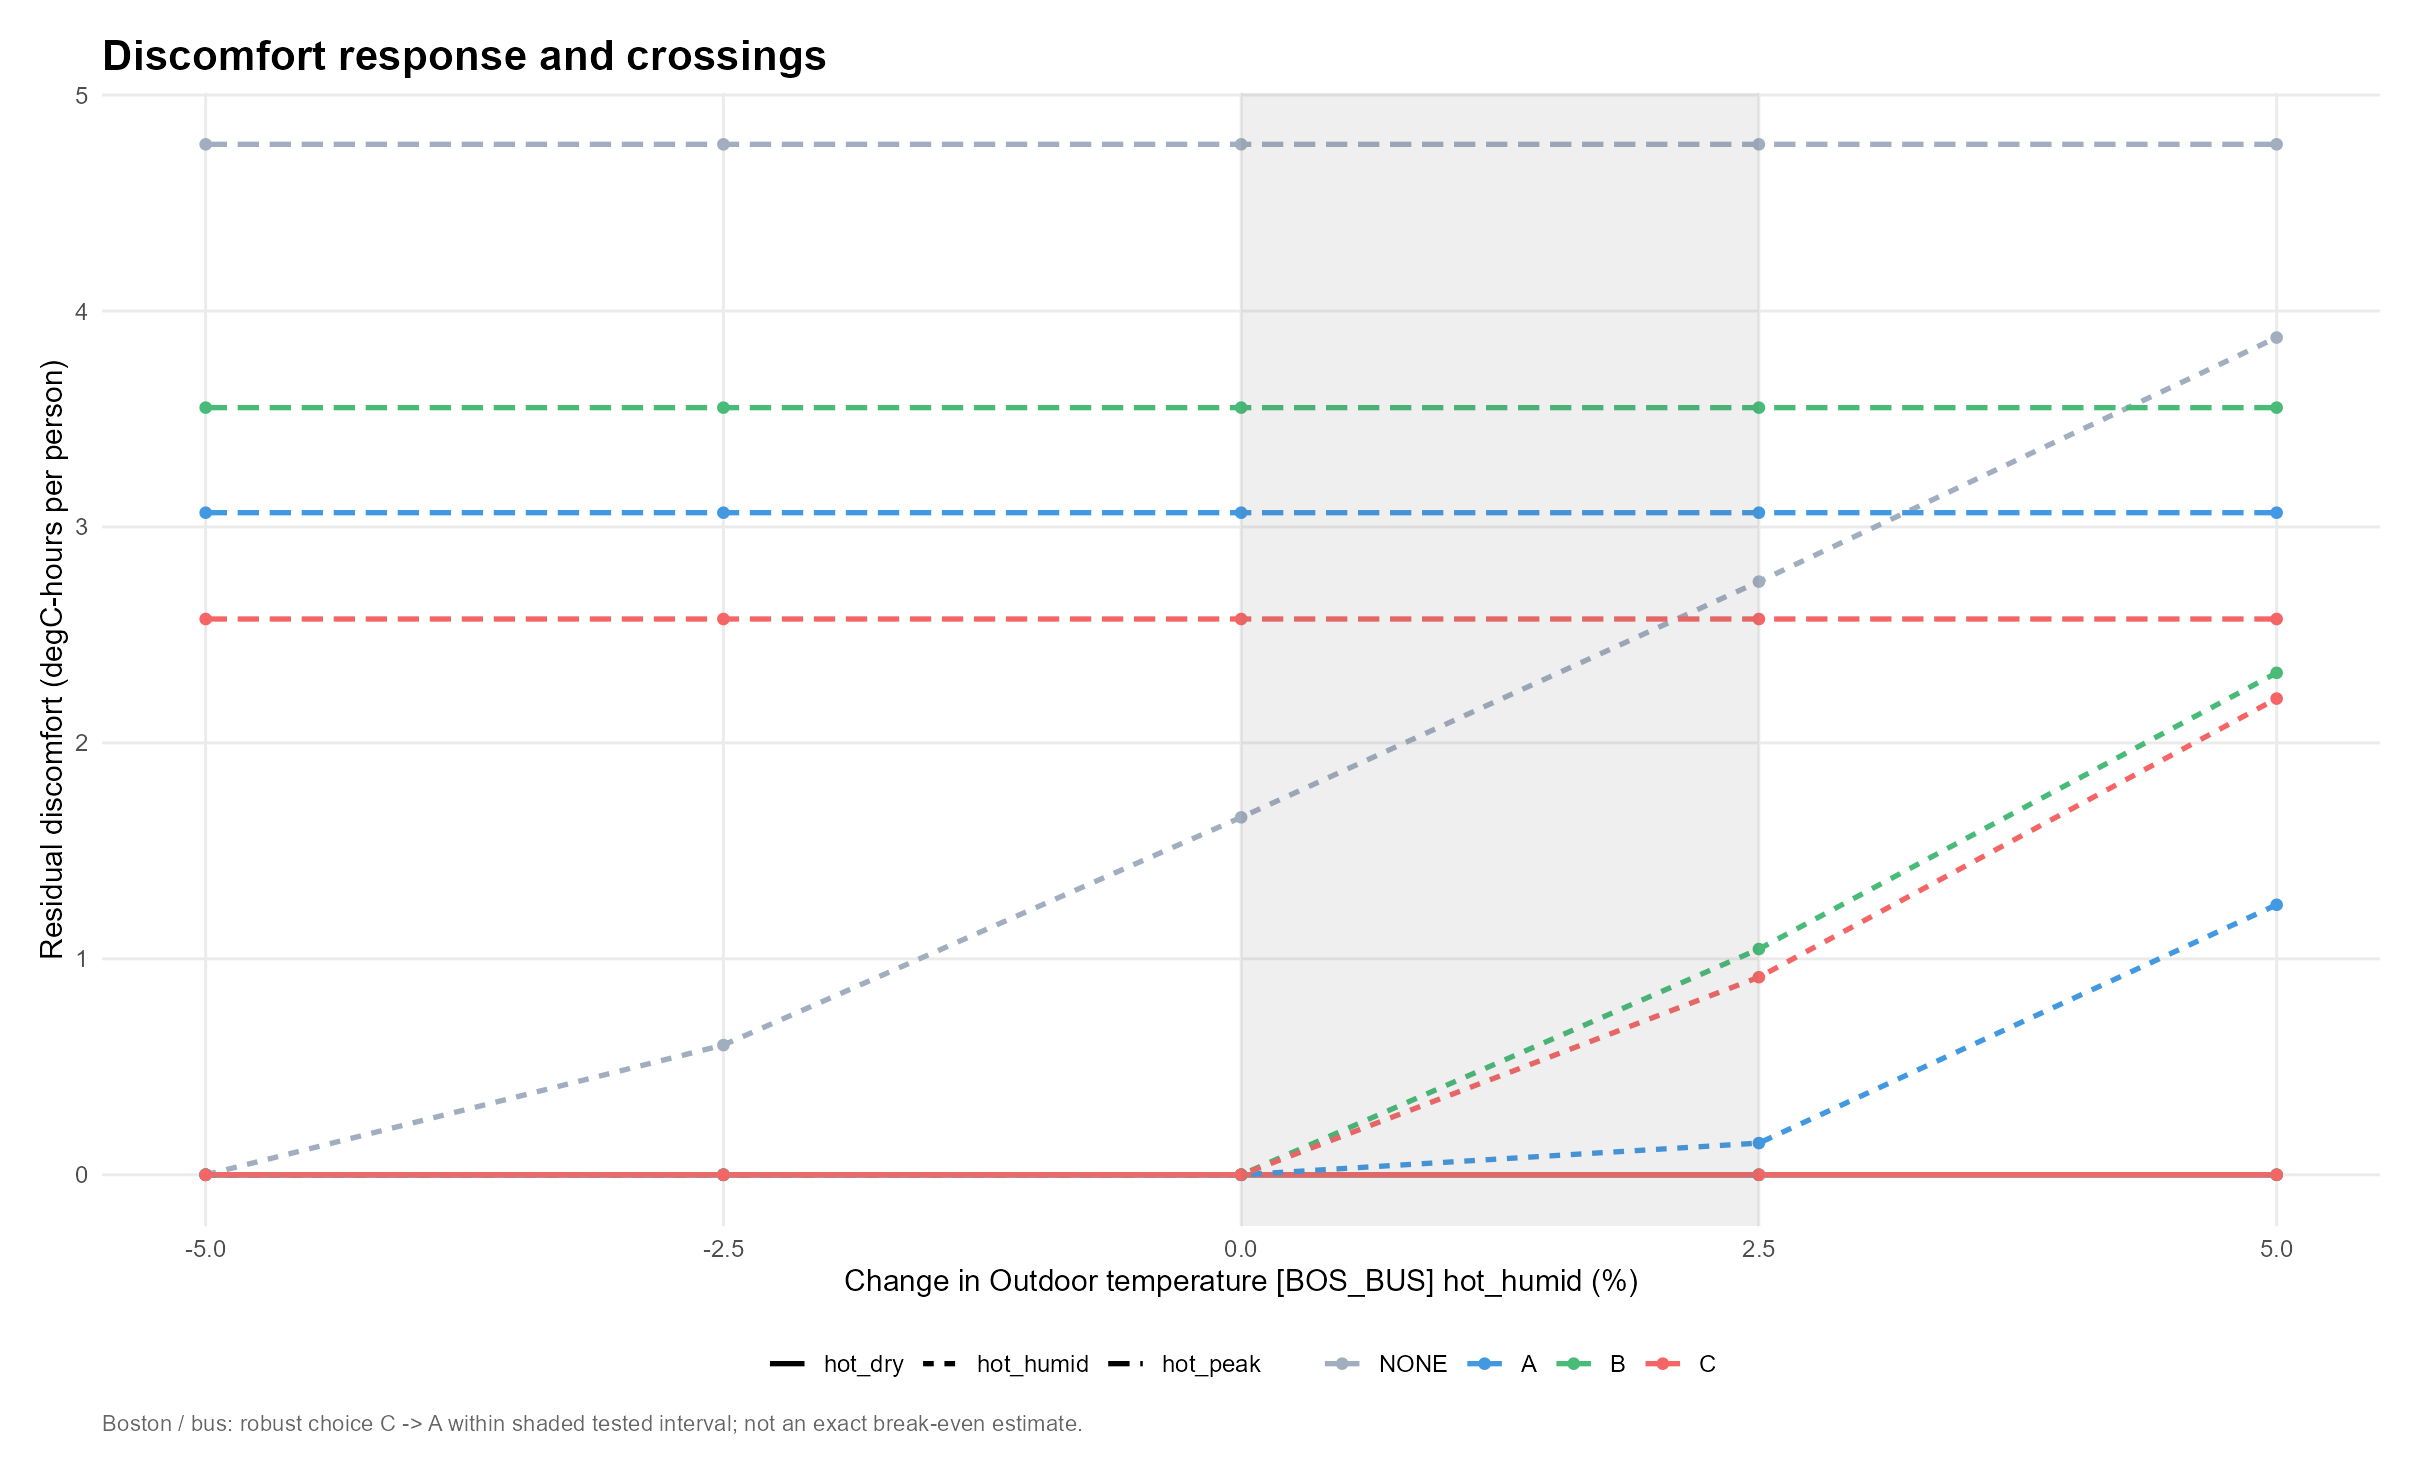 Discomfort response and crossings
Residual discomfort (degC-hours per person)
5
4
3
2
1
0
-5.0
-2.5
0.0
2.5
5.0
Change in Outdoor temperature [BOS_BUS] hot_humid (%)
hot_dry hot_humid hot_peak NONE A B C
Boston / bus: robust choice C -> A within shaded tested interval; not an exact break-even estimate.